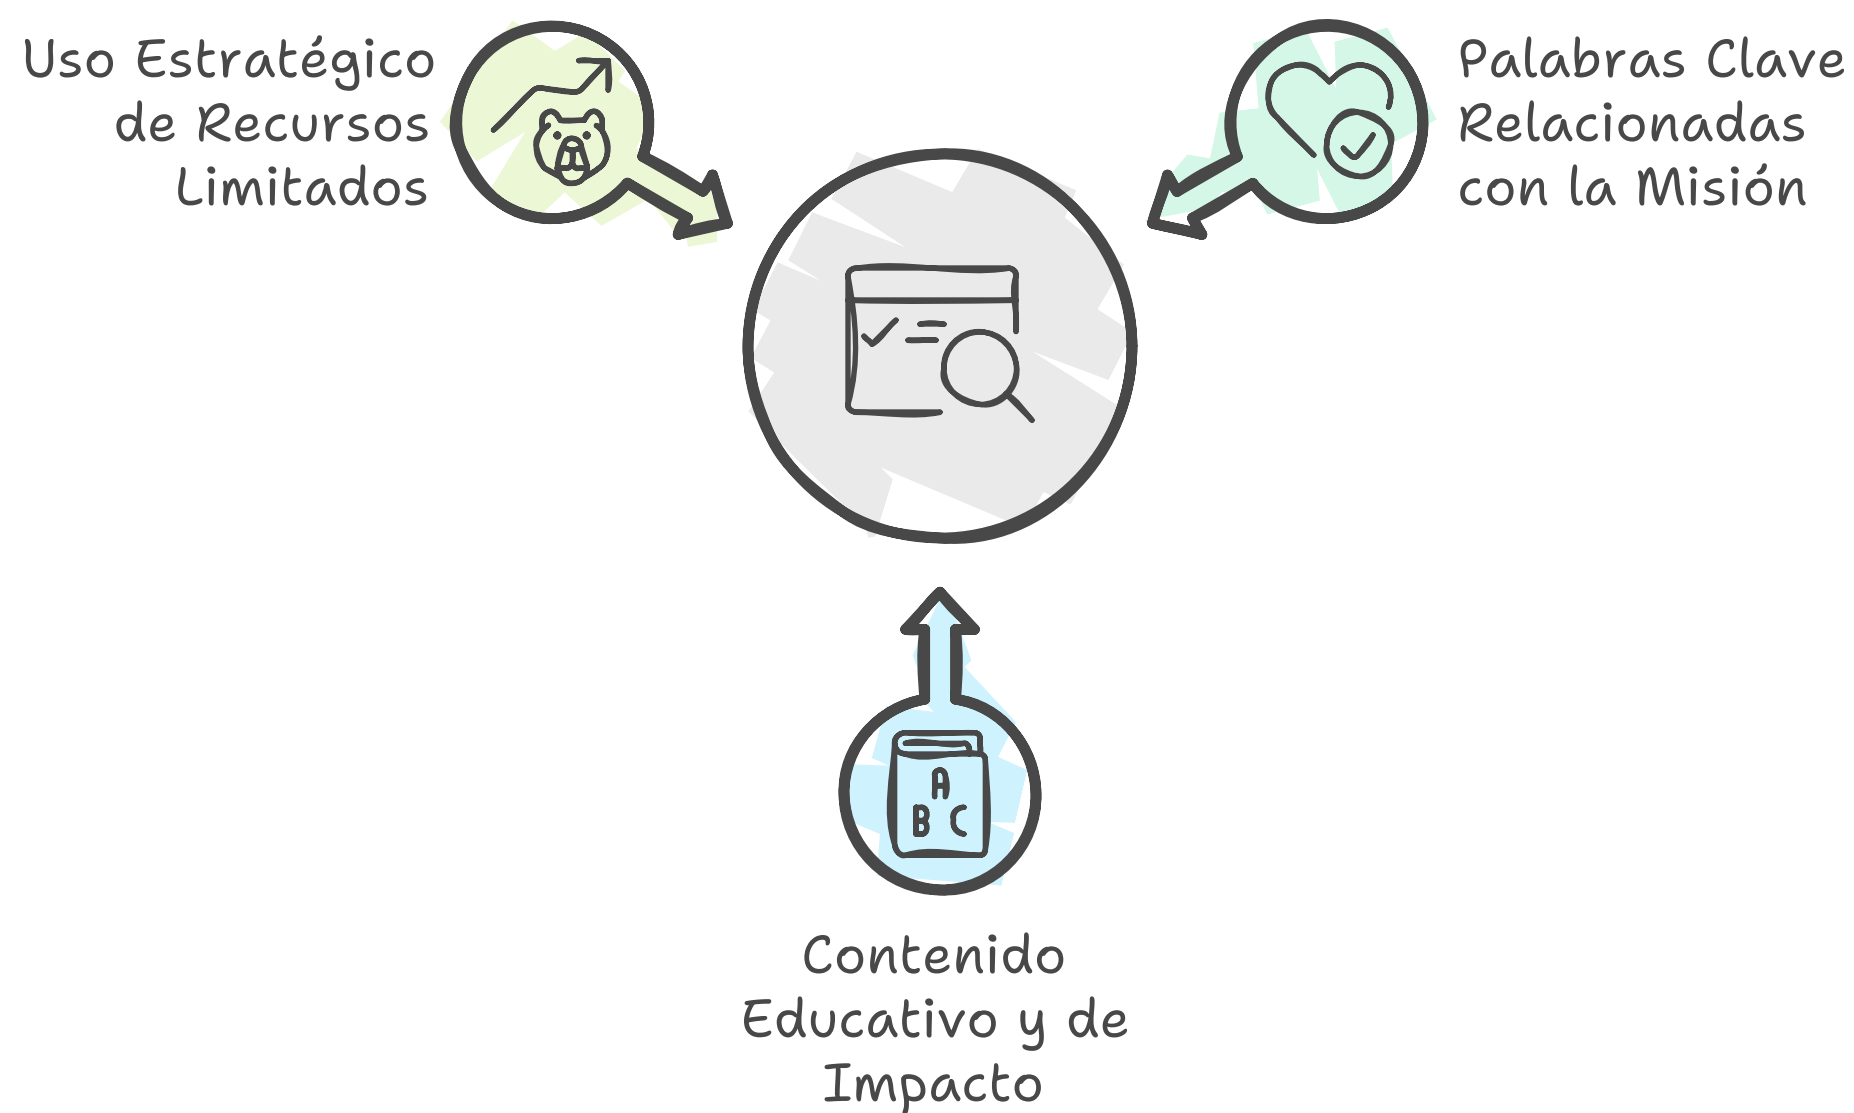 Uso Estratégico
de Recursos
Limitados
Palabras Clave
Relacionadas
con la Misión
A
B C
Contenido
Educativo y de
Impacto